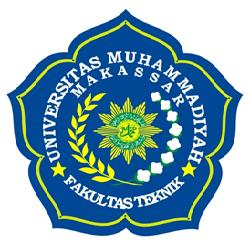 UNIVERSITAS MUHAMMADIYAH
MAKASSAR
FAKULTAS TEKNIK